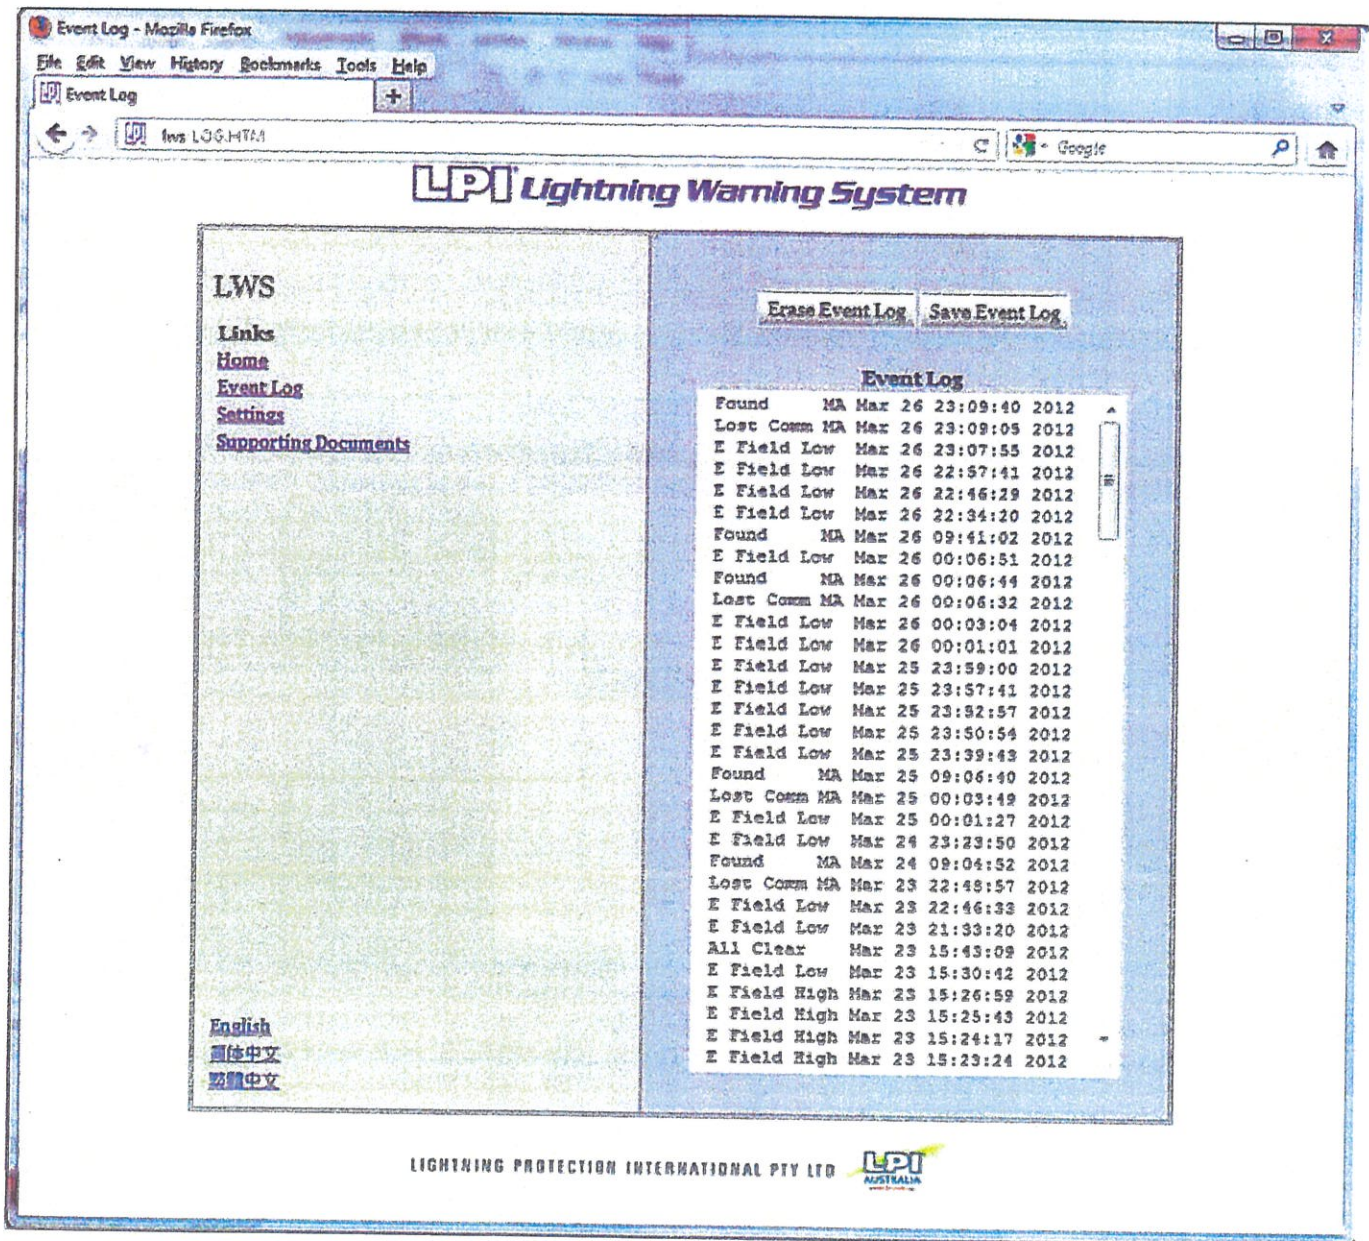 Event Log - Mozilla Firefox
File Edit View History Bookmarks Tools Help
LPI Event Log +
LPI lws LOG.HTM
Google
LPI Lightning Warning System
LWS
Links
Home
Event Log
Settings
Supporting Documents
English
简体中文
繁體中文
Erase Event Log Save Event Log
Event Log
Found MA Mar 26 23:09:40 2012
Lost Comm MA Mar 26 23:09:05 2012
E Field Low Mar 26 23:07:55 2012
E Field Low Mar 26 22:57:41 2012
E Field Low Mar 26 22:46:29 2012
E Field Low Mar 26 22:34:20 2012
Found MA Mar 26 09:41:02 2012
E Field Low Mar 26 00:06:51 2012
Found MA Mar 26 00:06:44 2012
Lost Comm MA Mar 26 00:06:32 2012
E Field Low Mar 26 00:03:04 2012
E Field Low Mar 26 00:01:01 2012
E Field Low Mar 25 23:59:00 2012
E Field Low Mar 25 23:57:41 2012
E Field Low Mar 25 23:52:57 2012
E Field Low Mar 25 23:50:54 2012
E Field Low Mar 25 23:39:43 2012
Found MA Mar 25 09:06:40 2012
Lost Comm MA Mar 25 00:03:49 2012
E Field Low Mar 25 00:01:27 2012
E Field Low Mar 24 23:23:50 2012
Found MA Mar 24 09:04:52 2012
Lost Comm MA Mar 23 22:48:57 2012
E Field Low Mar 23 22:46:33 2012
E Field Low Mar 23 21:33:20 2012
All Clear Mar 23 15:43:09 2012
E Field Low Mar 23 15:30:42 2012
E Field High Mar 23 15:26:59 2012
E Field High Mar 23 15:25:43 2012
E Field High Mar 23 15:24:17 2012
E Field High Mar 23 15:23:24 2012
LIGHTNING PROTECTION INTERNATIONAL PTY LTD
LPI
AUSTRALIA